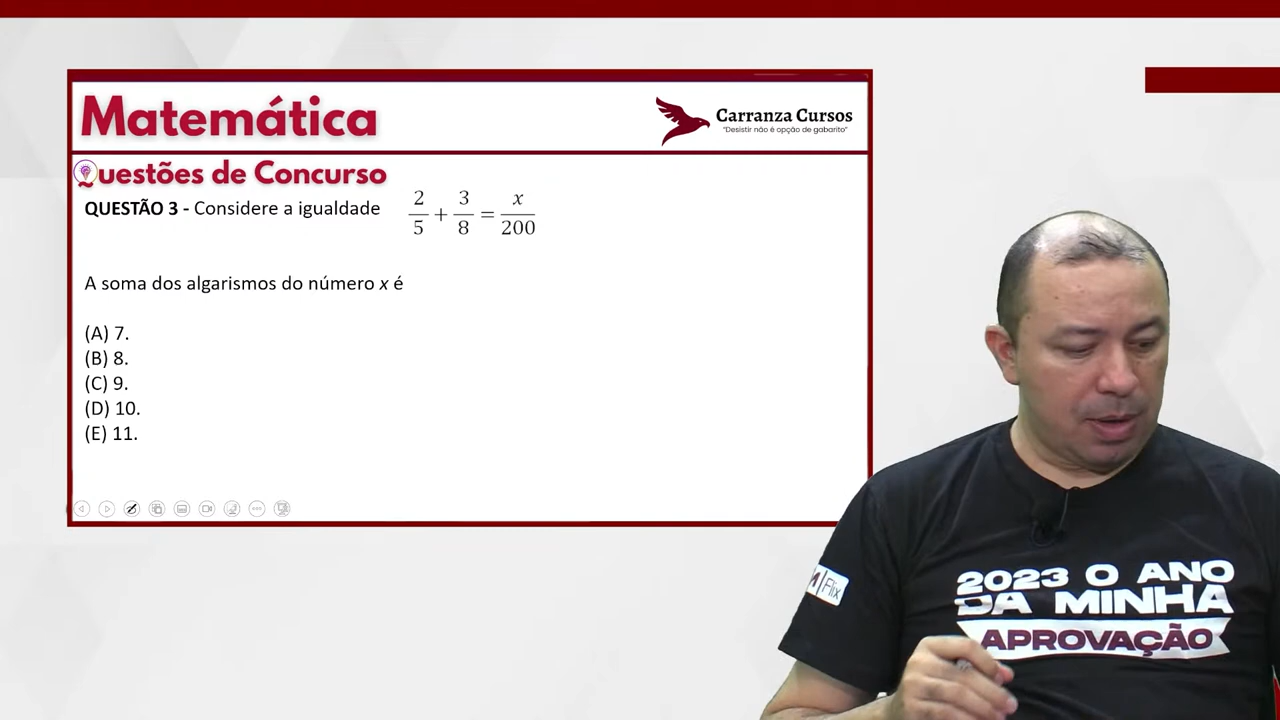 Matemática
Carranza Cursos
"Desistir não é opção de gabarito"
Questões de Concurso
QUESTÃO 3 - Considere a igualdade 2/5 + 3/8 = x/200
A soma dos algarismos do número x é
(A) 7.
(B) 8.
(C) 9.
(D) 10.
(E) 11.
Flix
2023 O ANO
DA MINHA
APROVAÇÃO